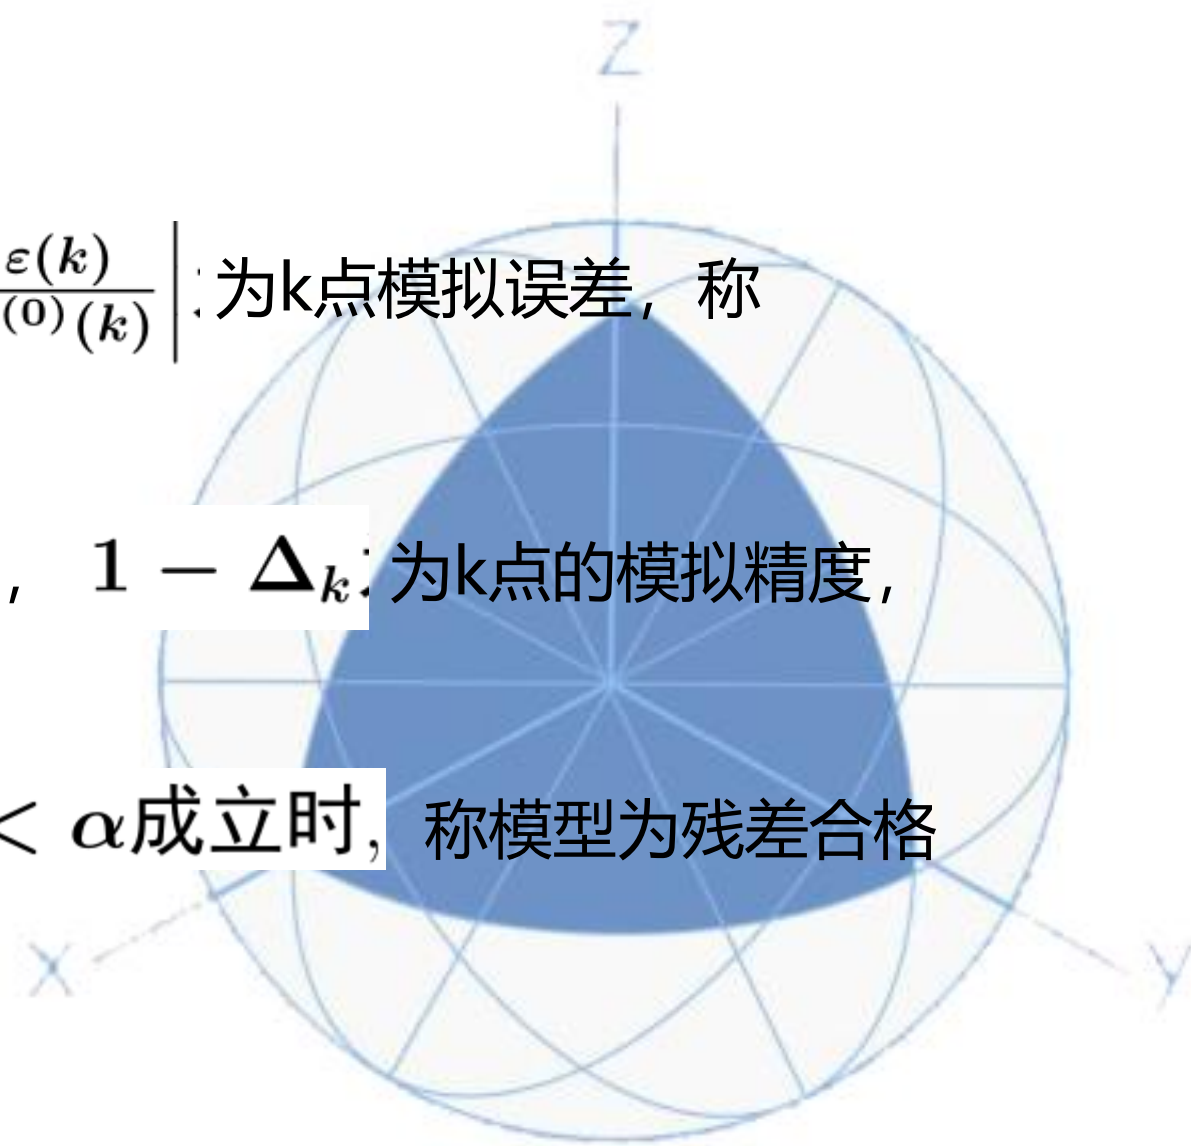 Z
ε(k)
(0)(k) 为k点模拟误差，称
， 1 − Δk 为k点的模拟精度，
< α成立时， 称模型为残差合格
X
y